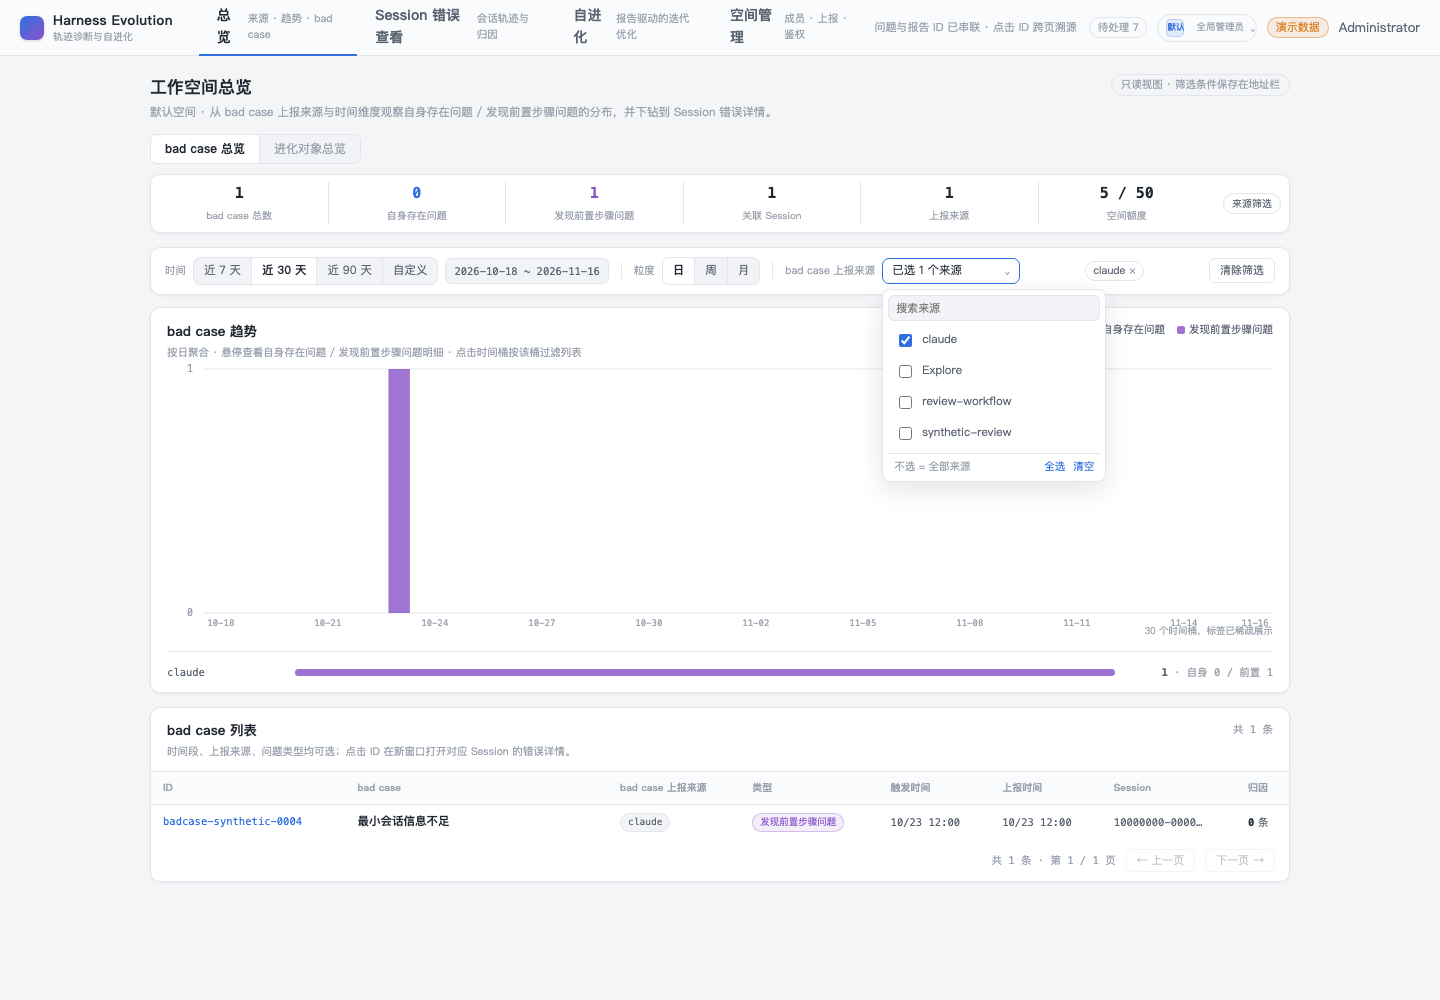 Harness Evolution
轨迹诊断与自进化
总览
来源 · 趋势 · bad case
Session 错误查看
会话轨迹与归因
自进化
报告驱动的迭代优化
空间管理
成员 · 上报 · 鉴权
问题与报告 ID 已串联 · 点击 ID 跨页溯源
待处理 7
默认
全局管理员
演示数据
Administrator
工作空间总览
只读视图 · 筛选条件保存在地址栏
默认空间 · 从 bad case 上报来源与时间维度观察自身存在问题 / 发现前置步骤问题的分布，并下钻到 Session 错误详情。
bad case 总览
进化对象总览
1
bad case 总数
0
自身存在问题
1
发现前置步骤问题
1
关联 Session
1
上报来源
5 / 50
空间额度
来源筛选
时间
近 7 天
近 30 天
近 90 天
自定义
2026-10-18 ~ 2026-11-16
粒度
日
周
月
bad case 上报来源
已选 1 个来源
claude ×
清除筛选
搜索来源
claude
Explore
review-workflow
synthetic-review
不选 = 全部来源
全选
清空
bad case 趋势
自身存在问题
发现前置步骤问题
按日聚合 · 悬停查看自身存在问题 / 发现前置步骤问题明细 · 点击时间桶按该桶过滤列表
1
0
10-18
10-21
10-24
10-27
10-30
11-02
11-05
11-08
11-11
11-14
11-16
30 个时间桶，标签已稀疏展示
claude
1 · 自身 0 / 前置 1
bad case 列表
共 1 条
时间段、上报来源、问题类型均可选；点击 ID 在新窗口打开对应 Session 的错误详情。
ID
bad case
bad case 上报来源
类型
触发时间
上报时间
Session
归因
badcase-synthetic-0004
最小会话信息不足
claude
发现前置步骤问题
10/23 12:00
10/23 12:00
10000000-0000…
0 条
共 1 条 · 第 1 / 1 页
← 上一页
下一页 →